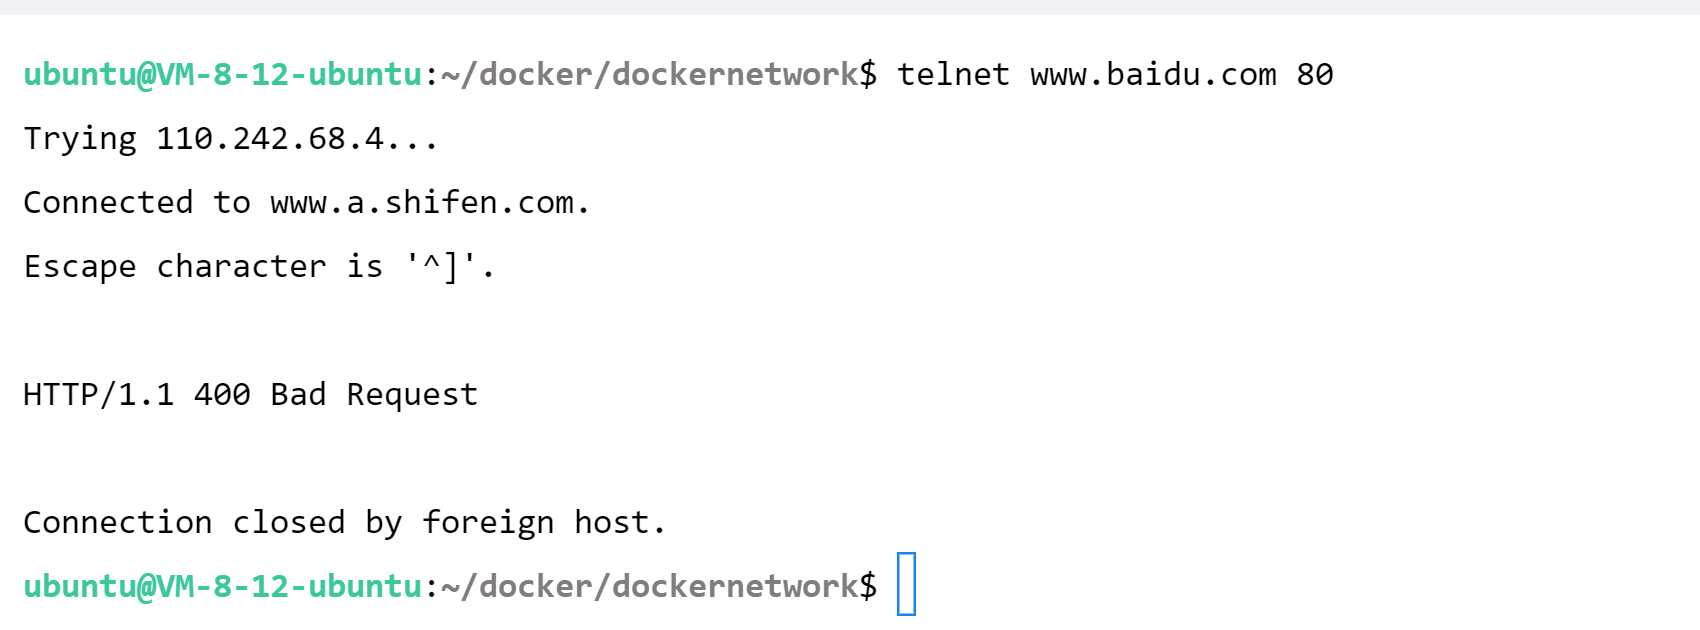 ubuntu@VM-8-12-ubuntu:~/docker/dockernetwork$ telnet www.baidu.com 80
Trying 110.242.68.4...
Connected to www.a.shifen.com.
Escape character is '^]'.
HTTP/1.1 400 Bad Request
Connection closed by foreign host.
ubuntu@VM-8-12-ubuntu:~/docker/dockernetwork$